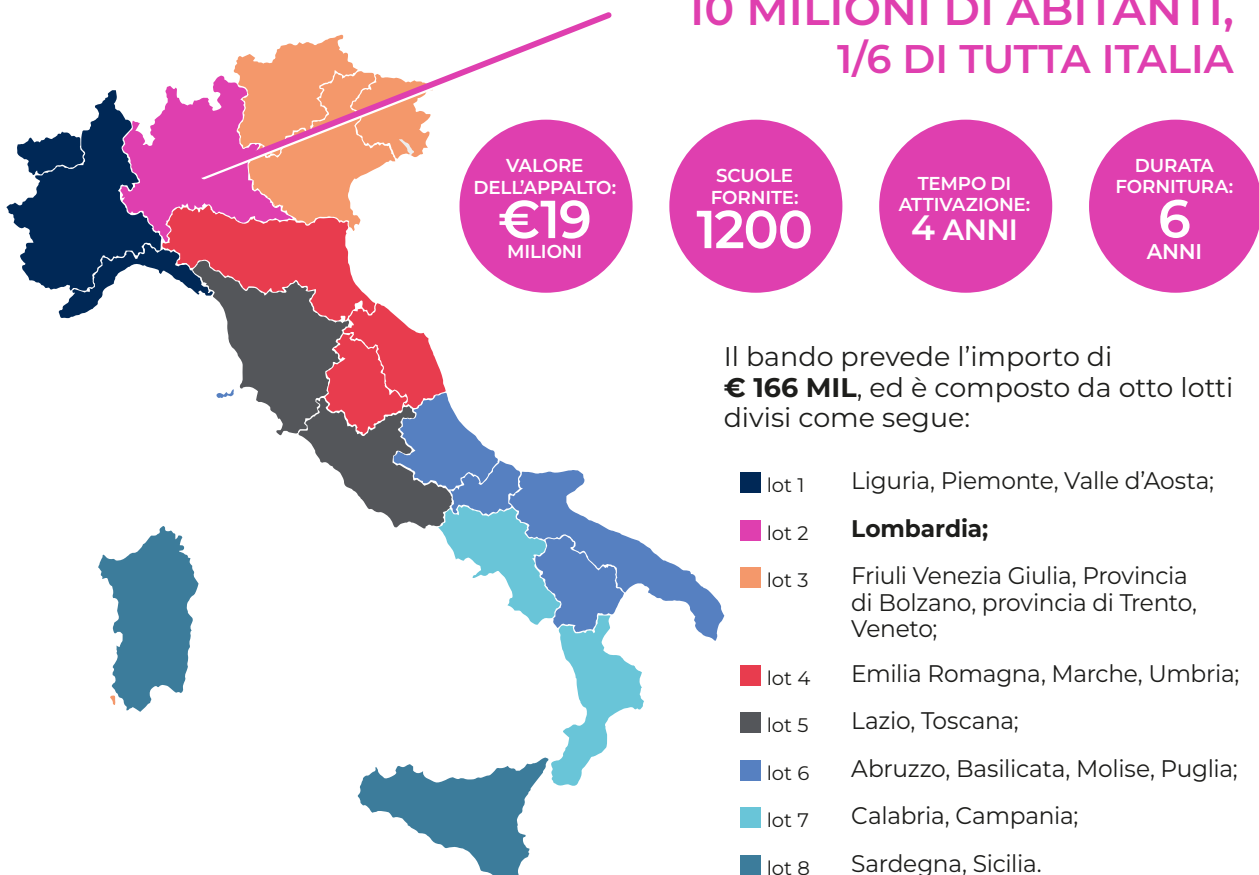 10 MILIONI DI ABITANTI,
1/6 DI TUTTA ITALIA
VALORE
DELL'APPALTO:
€19
MILIONI
SCUOLE
FORNITE:
1200
TEMPO DI
ATTIVAZIONE:
4 ANNI
DURATA
FORNITURA:
6
ANNI
Il bando prevede l'importo di
€ 166 MIL, ed è composto da otto lotti
divisi come segue:
lot 1 Liguria, Piemonte, Valle d'Aosta;
lot 2 Lombardia;
lot 3 Friuli Venezia Giulia, Provincia
di Bolzano, provincia di Trento,
Veneto;
lot 4 Emilia Romagna, Marche, Umbria;
lot 5 Lazio, Toscana;
lot 6 Abruzzo, Basilicata, Molise, Puglia;
lot 7 Calabria, Campania;
lot 8 Sardegna, Sicilia.